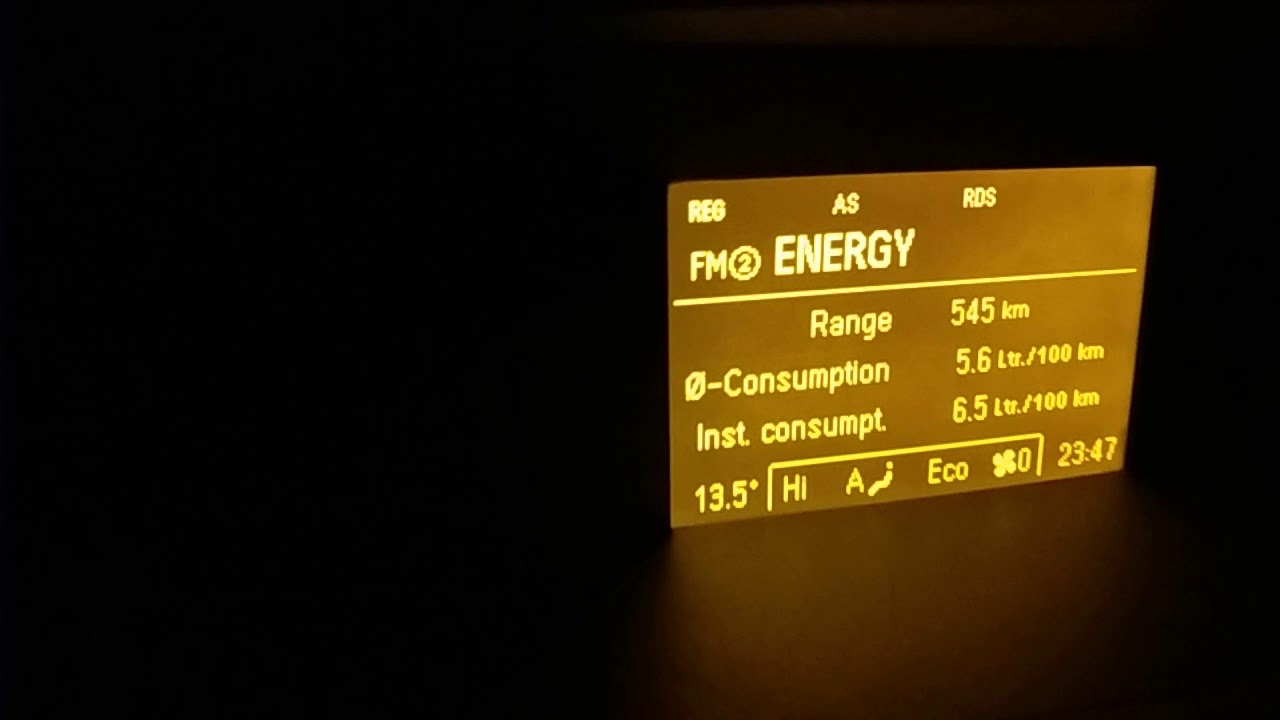 REG AS RDS
FM② ENERGY
Range 545 km
Ø-Consumption 5.6 Ltr./100 km
Inst. consumpt. 6.5 Ltr./100 km
13.5° Hi A Eco 0 23:47